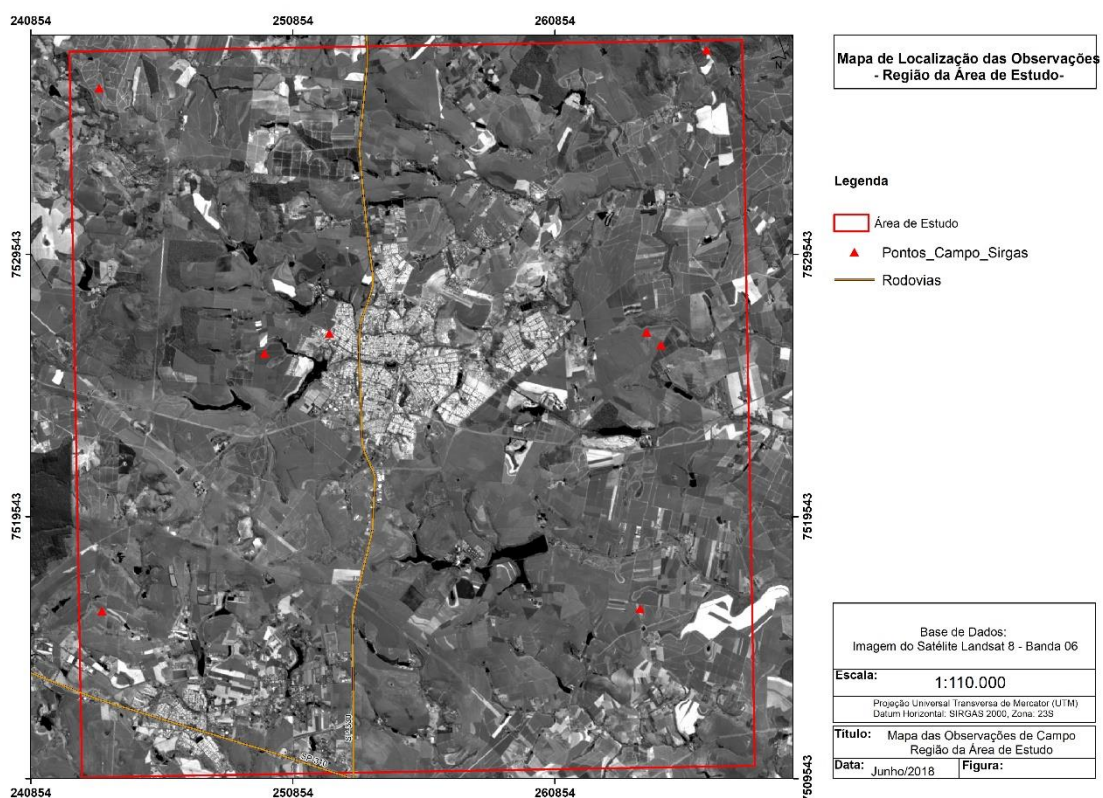 240854
250854
260854
Mapa de Localização das Observações
- Região da Área de Estudo-
N
Legenda
Área de Estudo
Pontos_Campo_Sirgas
Rodovias
7529543
7529543
7519543
7519543
Base de Dados:
Imagem do Satélite Landsat 8 - Banda 06
Escala: 1:110.000
Projeção Universal Transversa de Mercator (UTM)
Datum Horizontal: SIRGAS 2000, Zona: 23S
Título: Mapa das Observações de Campo
Região da Área de Estudo
Data: Junho/2018 Figura:
7509543
240854
250854
260854